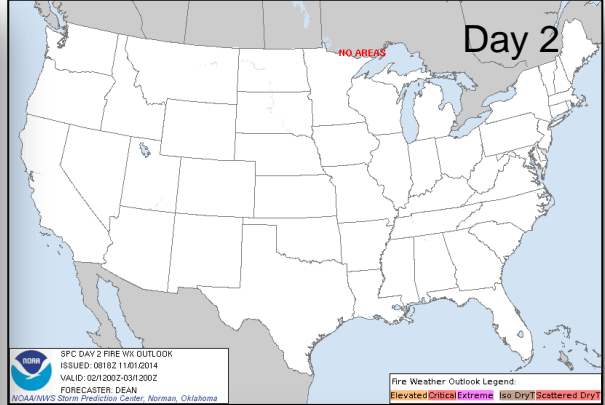 Day 2
NO AREAS
NOAA
SPC DAY 2 FIRE WX OUTLOOK
ISSUED: 0818Z 11/01/2014
VALID: 02/1200Z-03/1200Z
FORECASTER: DEAN
NOAA/NWS Storm Prediction Center, Norman, Oklahoma
Fire Weather Outlook Legend:
Elevated Critical Extreme Iso DryT Scattered DryT